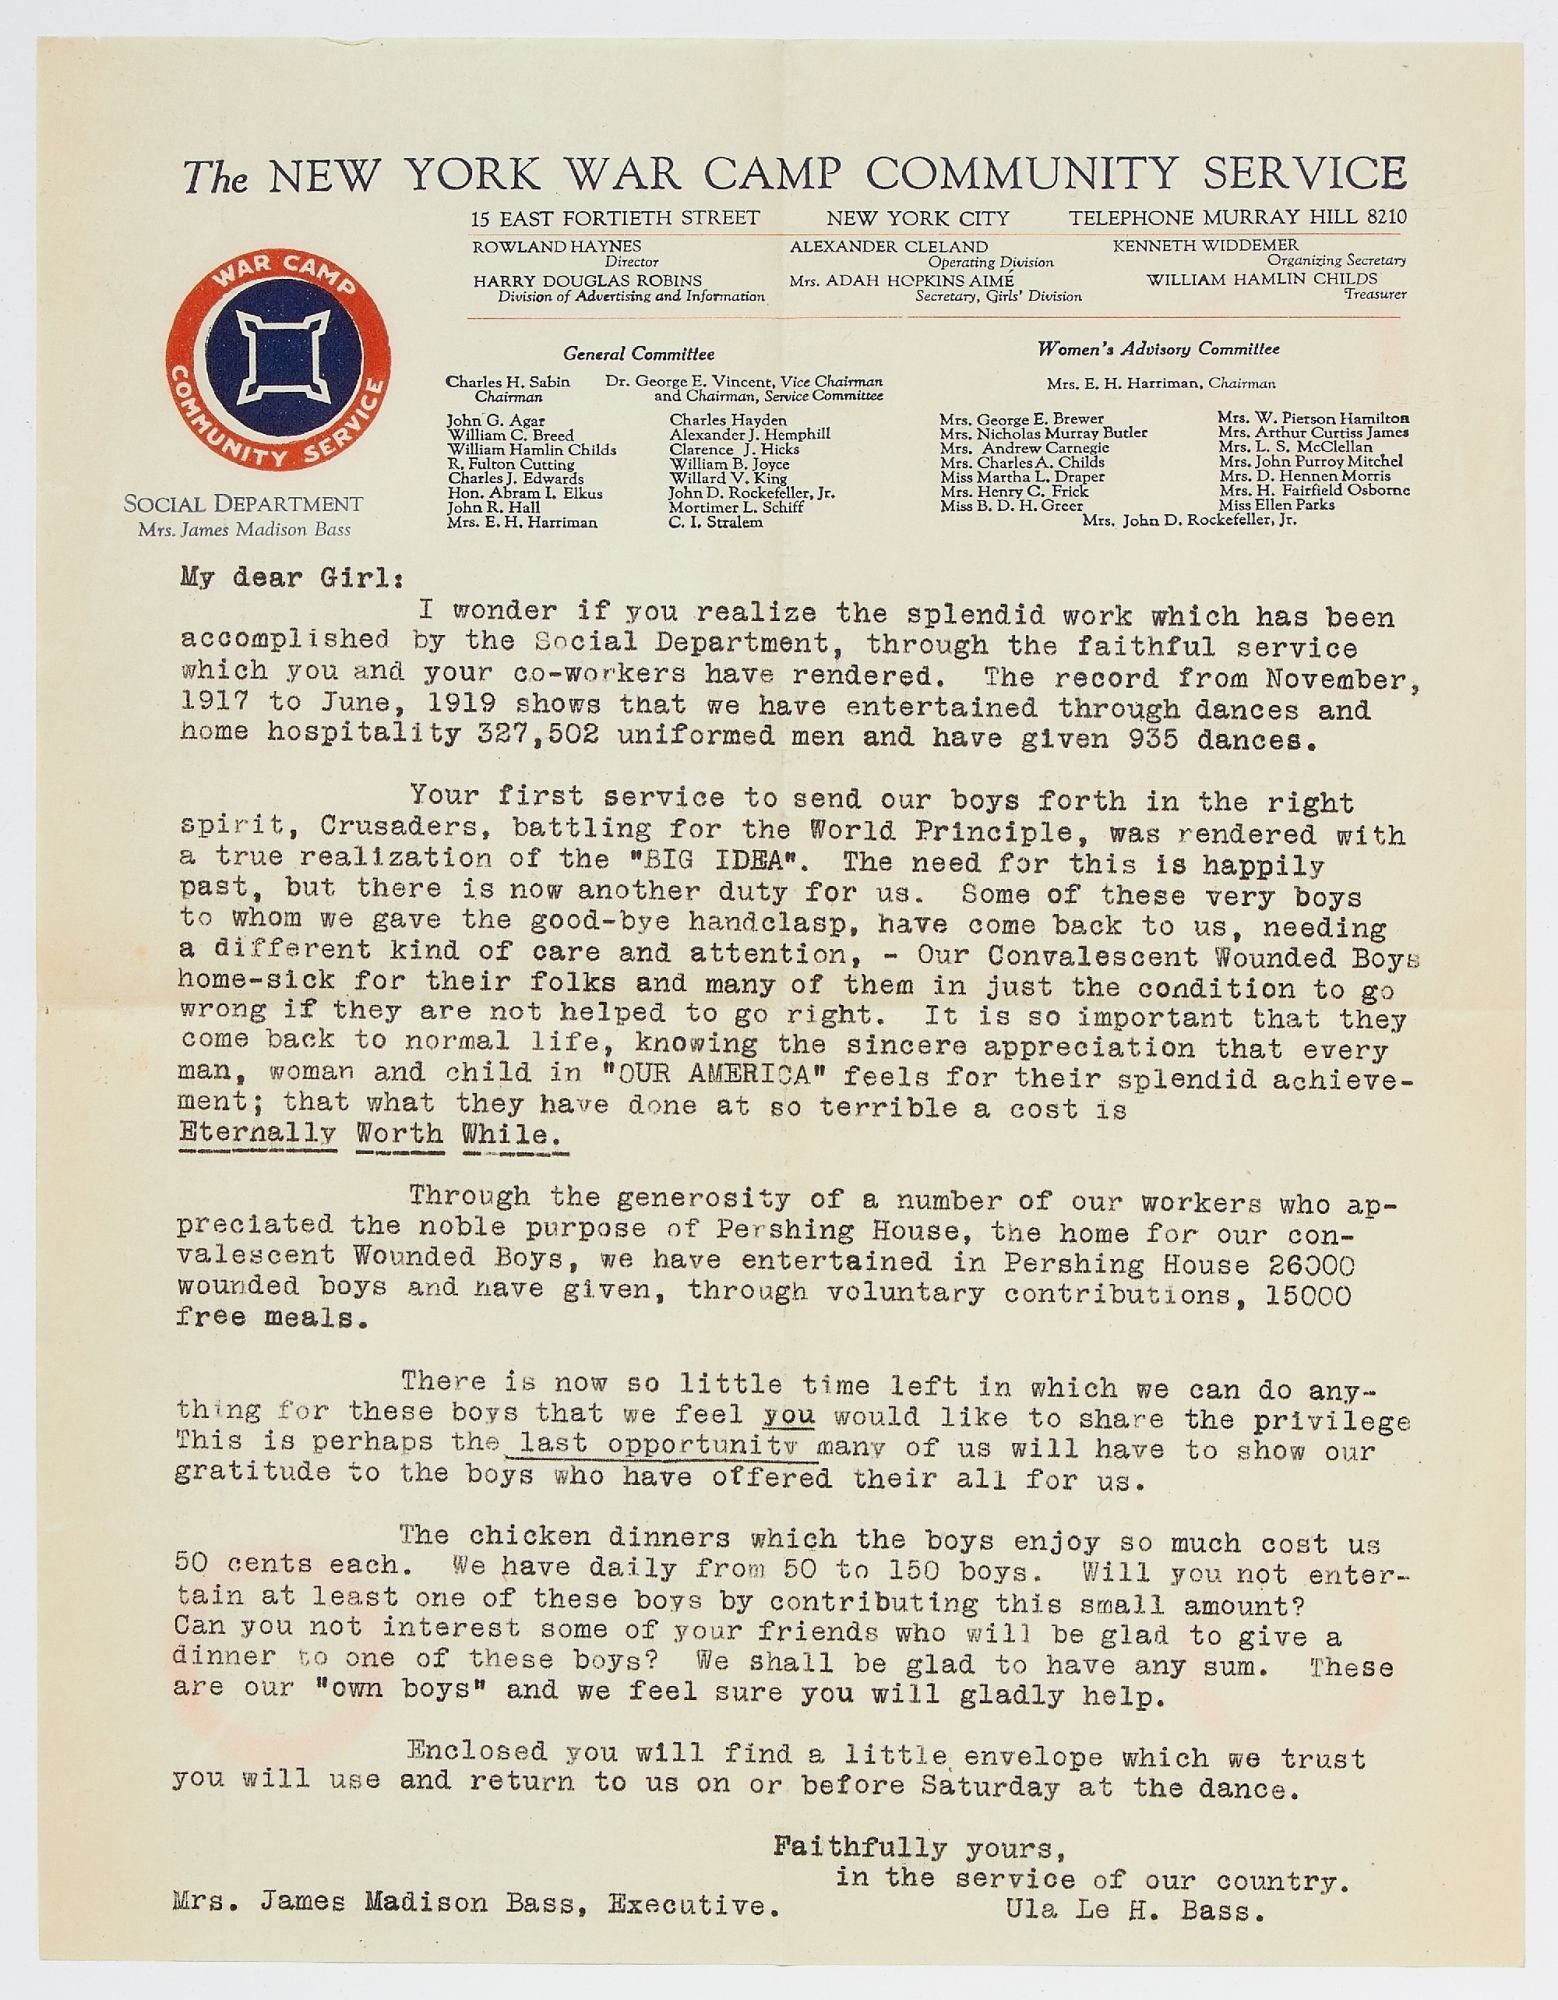 The NEW YORK WAR CAMP COMMUNITY SERVICE
15 EAST FORTIETH STREET NEW YORK CITY TELEPHONE MURRAY HILL 8210
ROWLAND HAYNES
Director
ALEXANDER CLELAND
Operating Division
KENNETH WIDDEMER
Organizing Secretary
HARRY DOUGLAS ROBINS
Division of Advertising and Information
Mrs. ADAH HOPKINS AIMÉ
Secretary, Girls' Division
WILLIAM HAMLIN CHILDS
Treasurer
WAR CAMP
COMMUNITY SERVICE
SOCIAL DEPARTMENT
Mrs. James Madison Bass
General Committee
Charles H. Sabin
Chairman
Dr. George E. Vincent, Vice Chairman
and Chairman, Service Committee
John G. Agar
William C. Breed
William Hamlin Childs
R. Fulton Cutting
Charles J. Edwards
Hon. Abram I. Elkus
John R. Hall
Mrs. E. H. Harriman
Charles Hayden
Alexander J. Hemphill
Clarence J. Hicks
William B. Joyce
Willard V. King
John D. Rockefeller, Jr.
Mortimer L. Schiff
C. I. Stralem
Women's Advisory Committee
Mrs. E. H. Harriman, Chairman
Mrs. George E. Brewer
Mrs. Nicholas Murray Butler
Mrs. Andrew Carnegie
Mrs. Charles A. Childs
Miss Martha L. Draper
Mrs. Henry C. Frick
Miss B. D. H. Greer
Mrs. W. Pierson Hamilton
Mrs. Arthur Curtiss James
Mrs. L. S. McClellan
Mrs. John Purroy Mitchel
Mrs. D. Hennen Morris
Mrs. H. Fairfield Osborne
Miss Ellen Parks
Mrs. John D. Rockefeller, Jr.
My dear Girl:
I wonder if you realize the splendid work which has been
accomplished by the Social Department, through the faithful service
which you and your co-workers have rendered. The record from November,
1917 to June, 1919 shows that we have entertained through dances and
home hospitality 327,502 uniformed men and have given 935 dances.
Your first service to send our boys forth in the right
spirit, Crusaders, battling for the World Principle, was rendered with
a true realization of the "BIG IDEA". The need for this is happily
past, but there is now another duty for us. Some of these very boys
to whom we gave the good-bye handclasp, have come back to us, needing
a different kind of care and attention, - Our Convalescent Wounded Boys
home-sick for their folks and many of them in just the condition to go
wrong if they are not helped to go right. It is so important that they
come back to normal life, knowing the sincere appreciation that every
man, woman and child in "OUR AMERICA" feels for their splendid achieve-
ment; that what they have done at so terrible a cost is
Eternally Worth While.
Through the generosity of a number of our workers who ap-
preciated the noble purpose of Pershing House, the home for our con-
valescent Wounded Boys, we have entertained in Pershing House 26000
wounded boys and have given, through voluntary contributions, 15000
free meals.
There is now so little time left in which we can do any-
thing for these boys that we feel you would like to share the privilege
This is perhaps the last opportunity many of us will have to show our
gratitude to the boys who have offered their all for us.
The chicken dinners which the boys enjoy so much cost us
50 cents each. We have daily from 50 to 150 boys. Will you not enter-
tain at least one of these boys by contributing this small amount?
Can you not interest some of your friends who will be glad to give a
dinner to one of these boys? We shall be glad to have any sum. These
are our "own boys" and we feel sure you will gladly help.
Enclosed you will find a little envelope which we trust
you will use and return to us on or before Saturday at the dance.
Faithfully yours,
in the service of our country.
Mrs. James Madison Bass, Executive. Ula Le H. Bass.